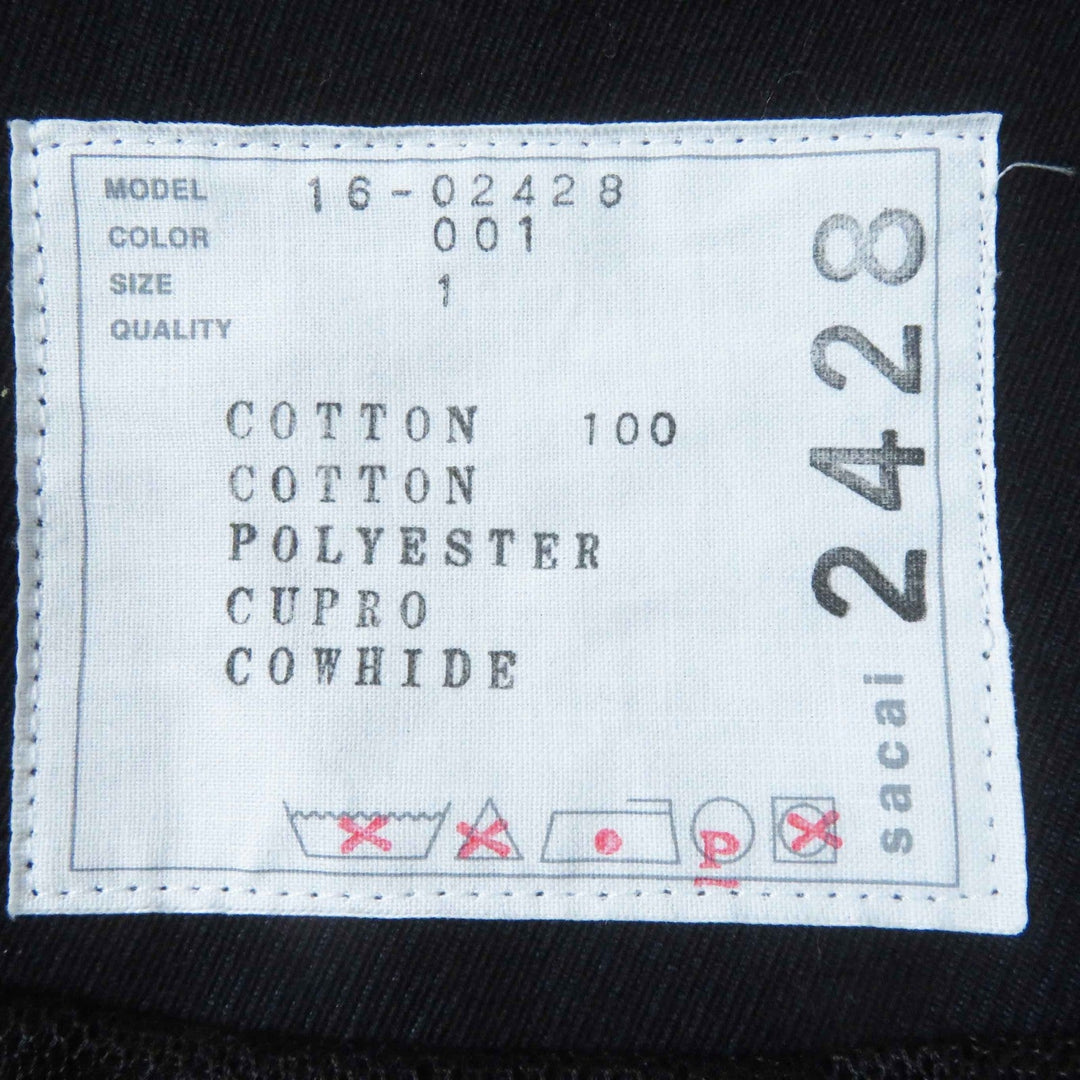 MODEL 16-02428
COLOR 001
SIZE 1
QUALITY
COTTON 100
COTTON
POLYESTER
CUPRO
COWHIDE
P
sacai 2428